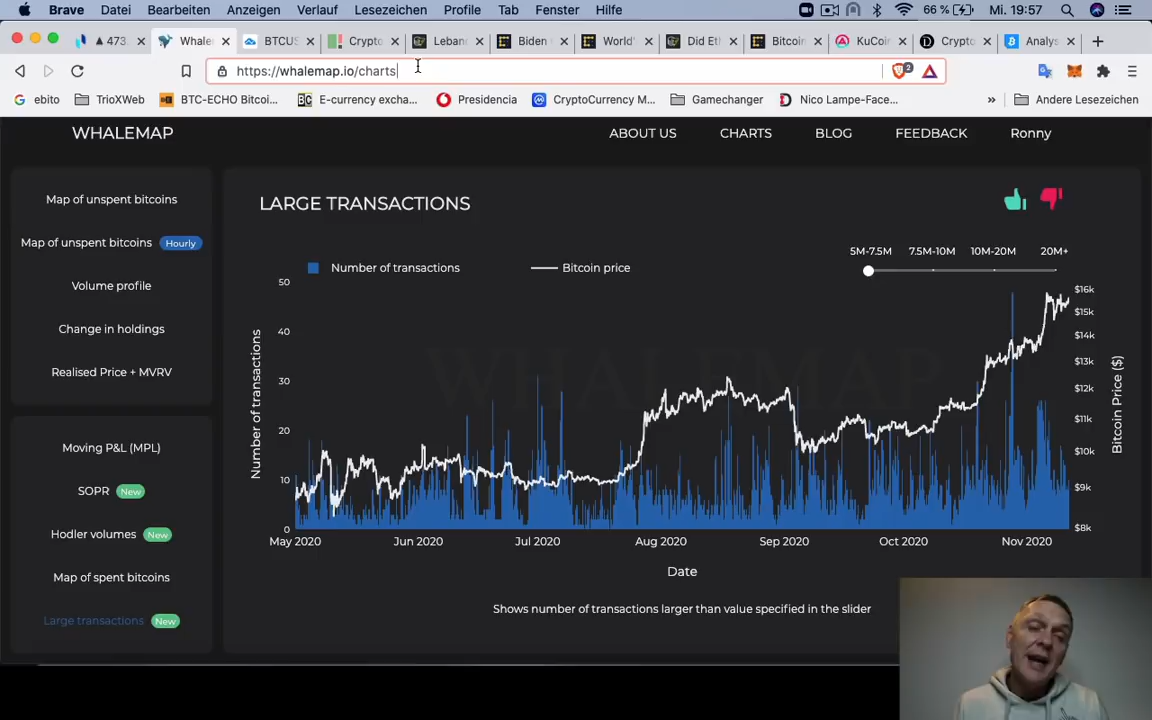 Brave Datei Bearbeiten Anzeigen Verlauf Lesezeichen Profile Tab Fenster Hilfe 66 % Mi. 19:57
473. Whale BTCUS Crypto Leban Biden World' Did Et Bitcoin KuCoin Crypto Analys
https://whalemap.io/charts 2
ebito TrioXWeb BTC-ECHO Bitcoi... E-currency excha... Presidencia CryptoCurrency M... Gamechanger Nico Lampe-Face... » Andere Lesezeichen
WHALEMAP ABOUT US CHARTS BLOG FEEDBACK Ronny
Map of unspent bitcoins
Map of unspent bitcoins Hourly
Volume profile
Change in holdings
Realised Price + MVRV
Moving P&L (MPL)
SOPR New
Hodler volumes New
Map of spent bitcoins
Large transactions New
LARGE TRANSACTIONS
5M-7.5M 7.5M-10M 10M-20M 20M+
Number of transactions Bitcoin price
50
40
30
20
10
0
Number of transactions
WHALEMAP
$16k
$15k
$14k
$13k
$12k
$11k
$10k
$9k
$8k
Bitcoin Price ($)
May 2020 Jun 2020 Jul 2020 Aug 2020 Sep 2020 Oct 2020 Nov 2020
Date
Shows number of transactions larger than value specified in the slider